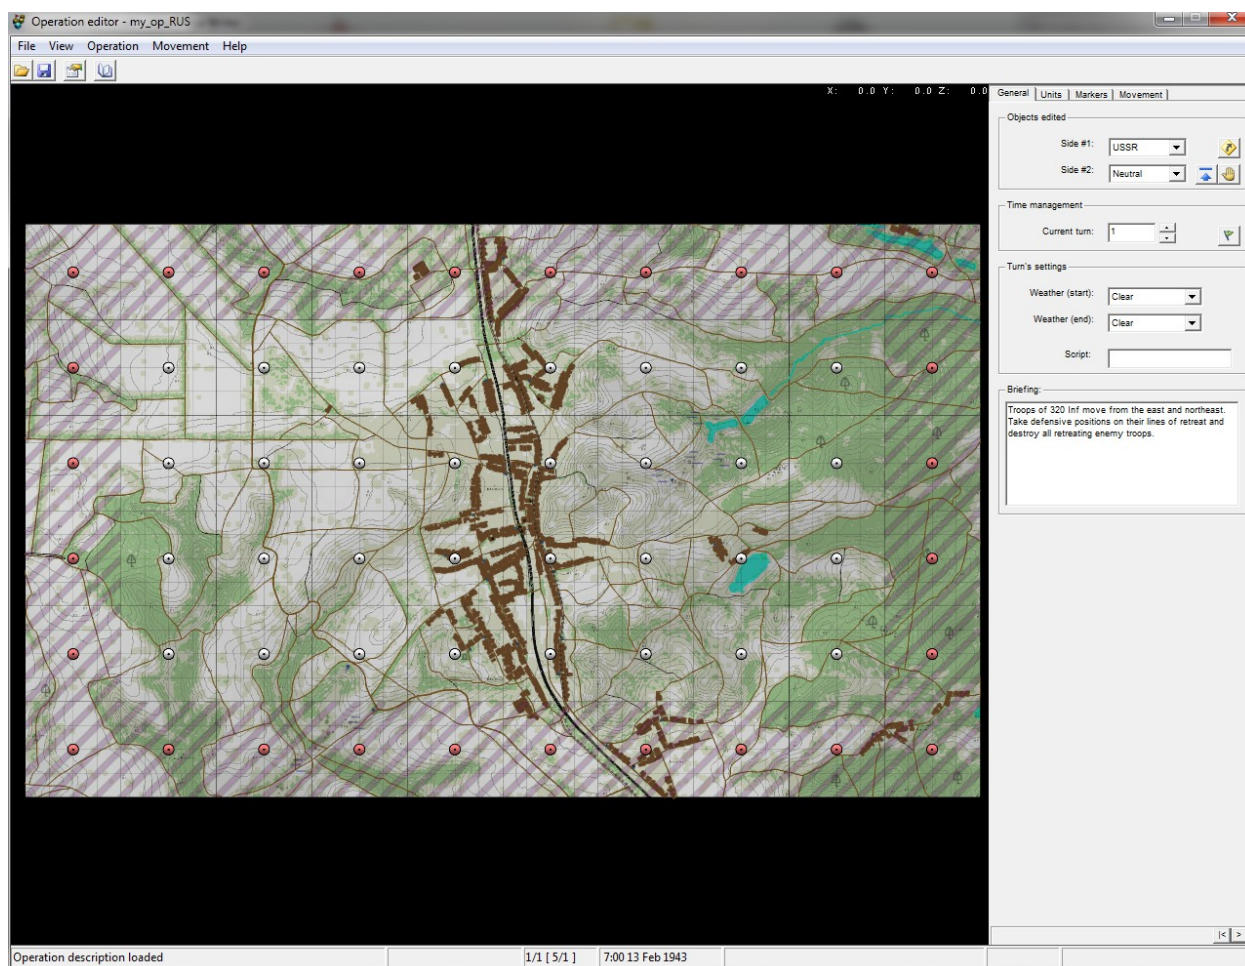 Operation editor - my_op_RUS
File View Operation Movement Help
X: 0.0 Y: 0.0 Z: 0.0
General Units Markers Movement
Objects edited
Side #1: USSR
Side #2: Neutral
Time management
Current turn: 1
Turn's settings
Weather (start): Clear
Weather (end): Clear
Script:
Briefing:
Troops of 320 Inf move from the east and northeast.
Take defensive positions on their lines of retreat and
destroy all retreating enemy troops.
Operation description loaded 1/1 [ 5/1 ] 7:00 13 Feb 1943